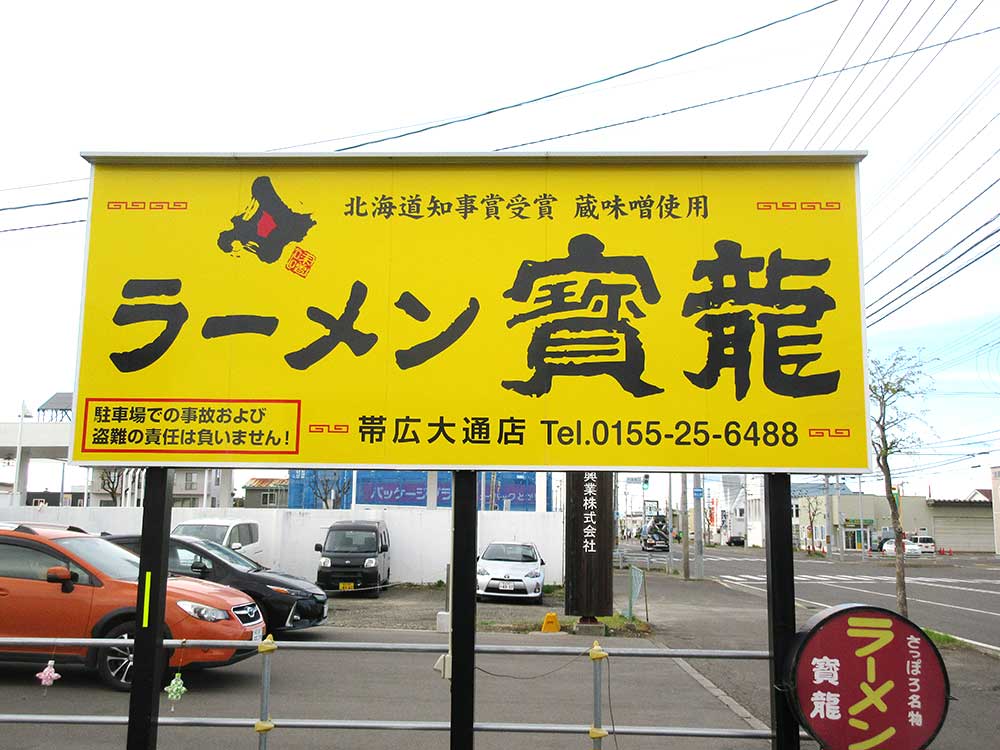 北海道知事賞受賞 蔵味噌使用
ラーメン寶龍
駐車場での事故および
盗難の責任は負いません!
帯広大通店 Tel.0155-25-6488
興業株式会社
さっぽろ名物
ラーメン
寶龍